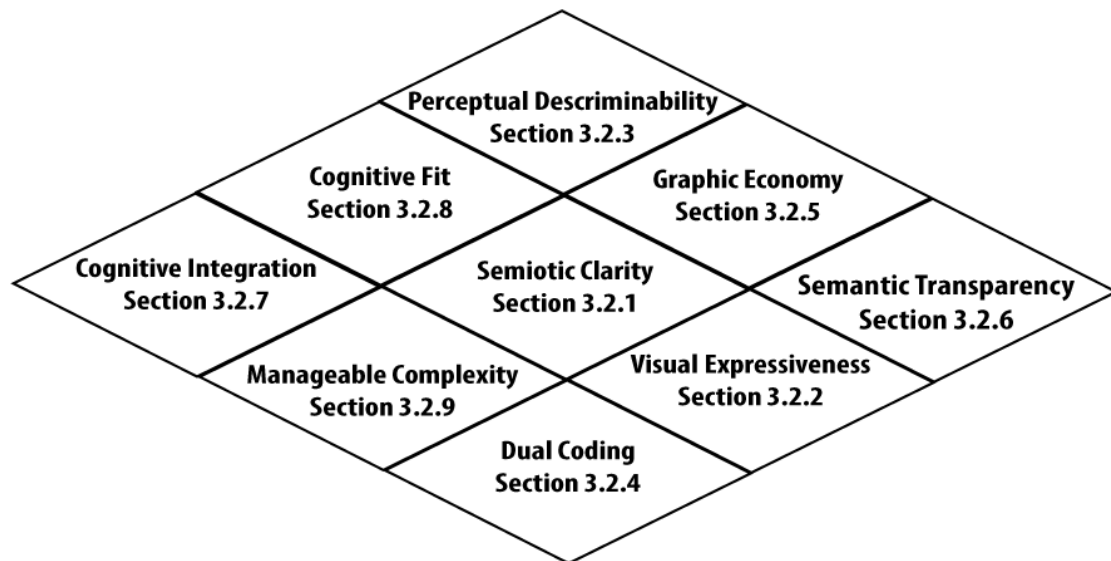 Perceptual Descriminability
Section 3.2.3
Cognitive Fit
Section 3.2.8
Graphic Economy
Section 3.2.5
Cognitive Integration
Section 3.2.7
Semiotic Clarity
Section 3.2.1
Semantic Transparency
Section 3.2.6
Manageable Complexity
Section 3.2.9
Visual Expressiveness
Section 3.2.2
Dual Coding
Section 3.2.4